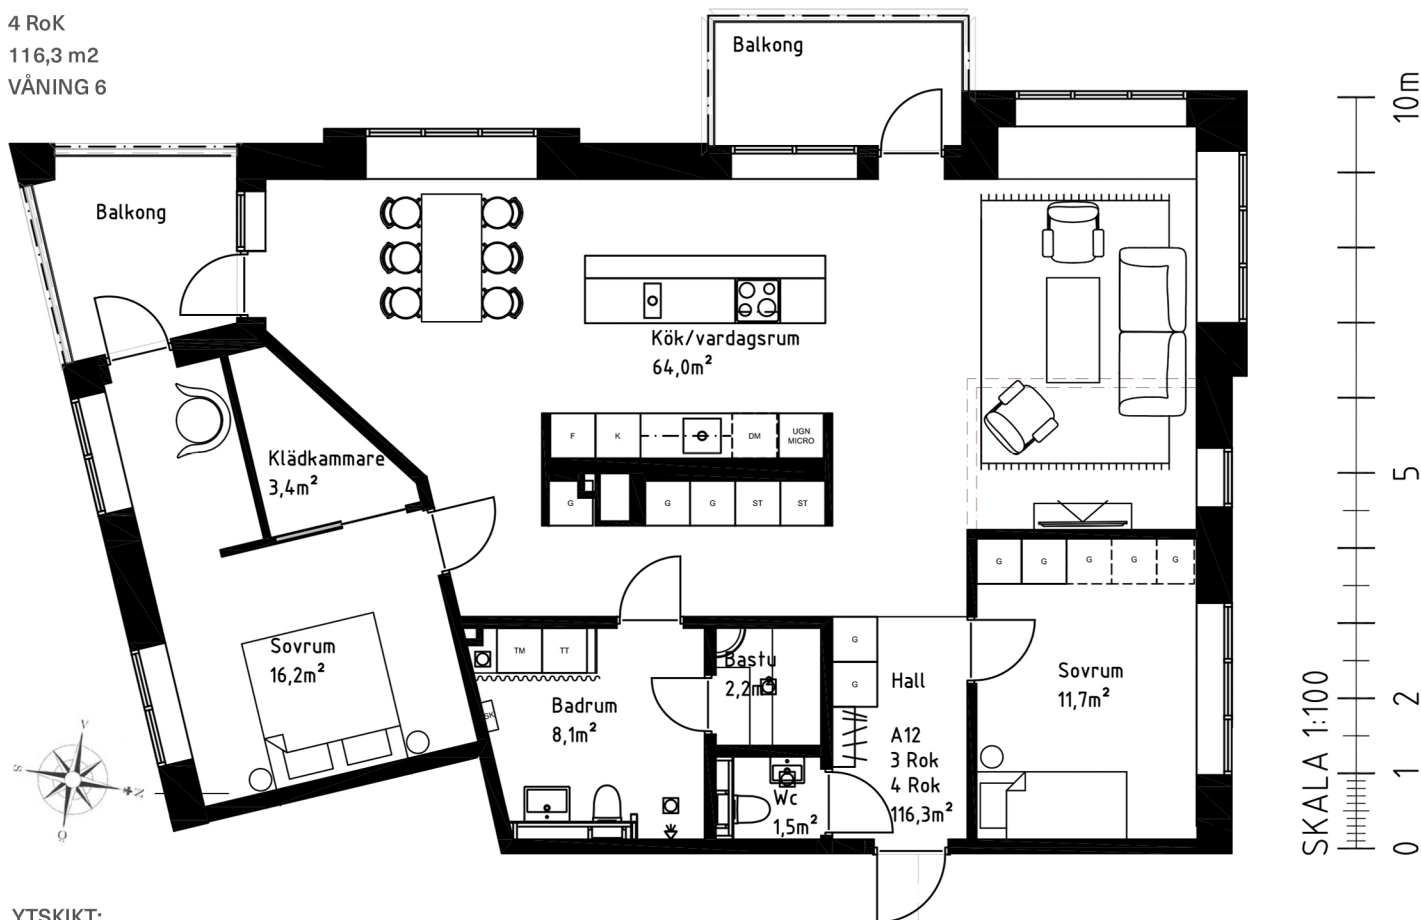 4 RoK
116,3 m2
VÅNING 6
Balkong
Balkong
Kök/vardagsrum
64,0m²
F
K
DM
UGN
MICRO
G
G
G
ST
ST
Klädkammare
3,4m²
G
G
G
G
G
Sovrum
16,2m²
TM
TT
SK
Badrum
8,1m²
Bastu
2,2m²
G
G
Hall
A12
3 Rok
4 Rok
116,3m²
Wc
1,5m²
Sovrum
11,7m²
V
S
N
Ö
SKALA 1:100
10m
5
2
1
0
YTSKIKT: